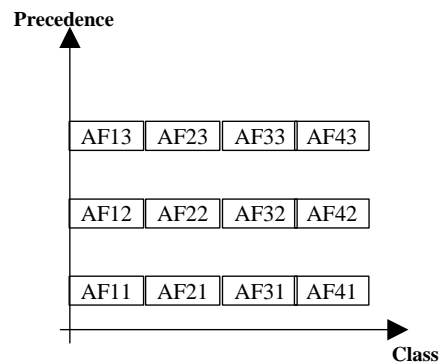 Precedence
AF13 AF23 AF33 AF43
AF12 AF22 AF32 AF42
AF11 AF21 AF31 AF41
Class